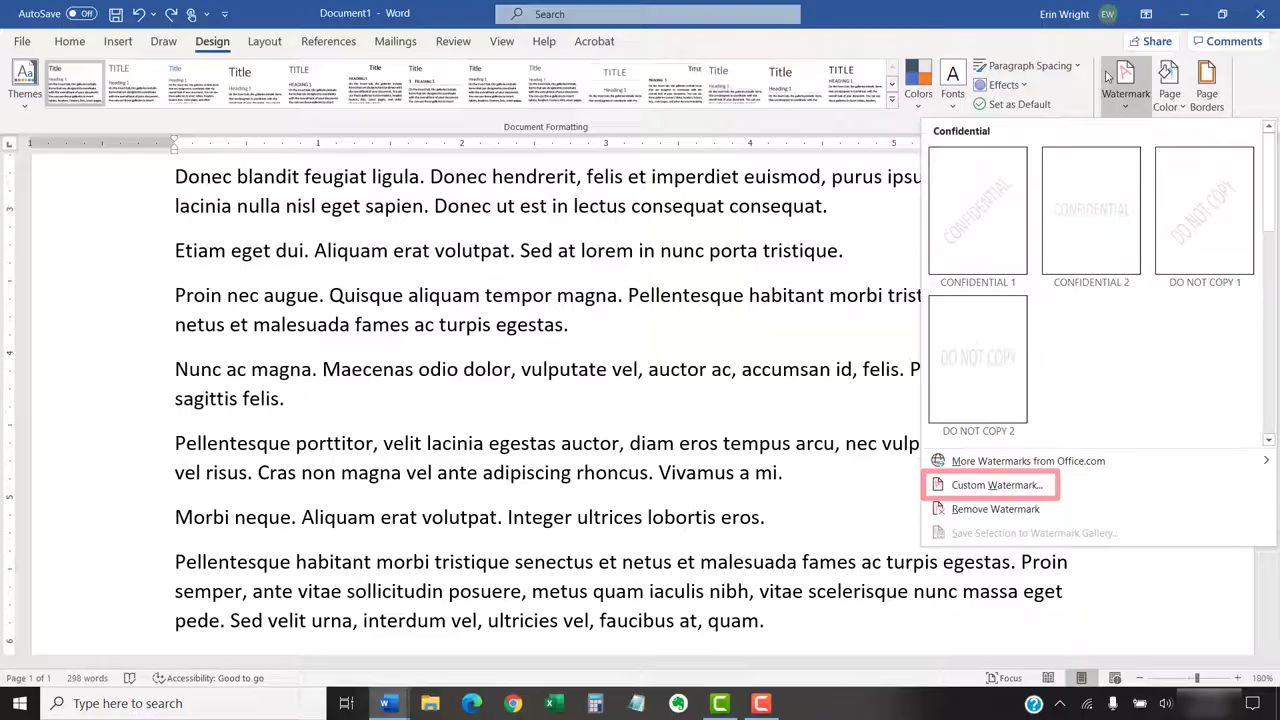 AutoSave Off Document1 - Word Search Erin Wright EW
File Home Insert Draw Design Layout References Mailings Review View Help Acrobat Share Comments
Themes
Colors
Fonts
Paragraph Spacing
Effects
Set as Default
Watermark
Page Color
Page Borders
Document Formatting
Confidential
CONFIDENTIAL
CONFIDENTIAL
DO NOT COPY
CONFIDENTIAL 1 CONFIDENTIAL 2 DO NOT COPY 1
DO NOT COPY
DO NOT COPY 2
More Watermarks from Office.com
Custom Watermark...
Remove Watermark
Save Selection to Watermark Gallery...
Donec blandit feugiat ligula. Donec hendrerit, felis et imperdiet euismod, purus ipsu
lacinia nulla nisl eget sapien. Donec ut est in lectus consequat consequat.
Etiam eget dui. Aliquam erat volutpat. Sed at lorem in nunc porta tristique.
Proin nec augue. Quisque aliquam tempor magna. Pellentesque habitant morbi trist
netus et malesuada fames ac turpis egestas.
Nunc ac magna. Maecenas odio dolor, vulputate vel, auctor ac, accumsan id, felis. P
sagittis felis.
Pellentesque porttitor, velit lacinia egestas auctor, diam eros tempus arcu, nec vulp
vel risus. Cras non magna vel ante adipiscing rhoncus. Vivamus a mi.
Morbi neque. Aliquam erat volutpat. Integer ultrices lobortis eros.
Pellentesque habitant morbi tristique senectus et netus et malesuada fames ac turpis egestas. Proin
semper, ante vitae sollicitudin posuere, metus quam iaculis nibh, vitae scelerisque nunc massa eget
pede. Sed velit urna, interdum vel, ultricies vel, faucibus at, quam.
Page 1 of 1 298 words Accessibility: Good to go Focus 180%
Type here to search